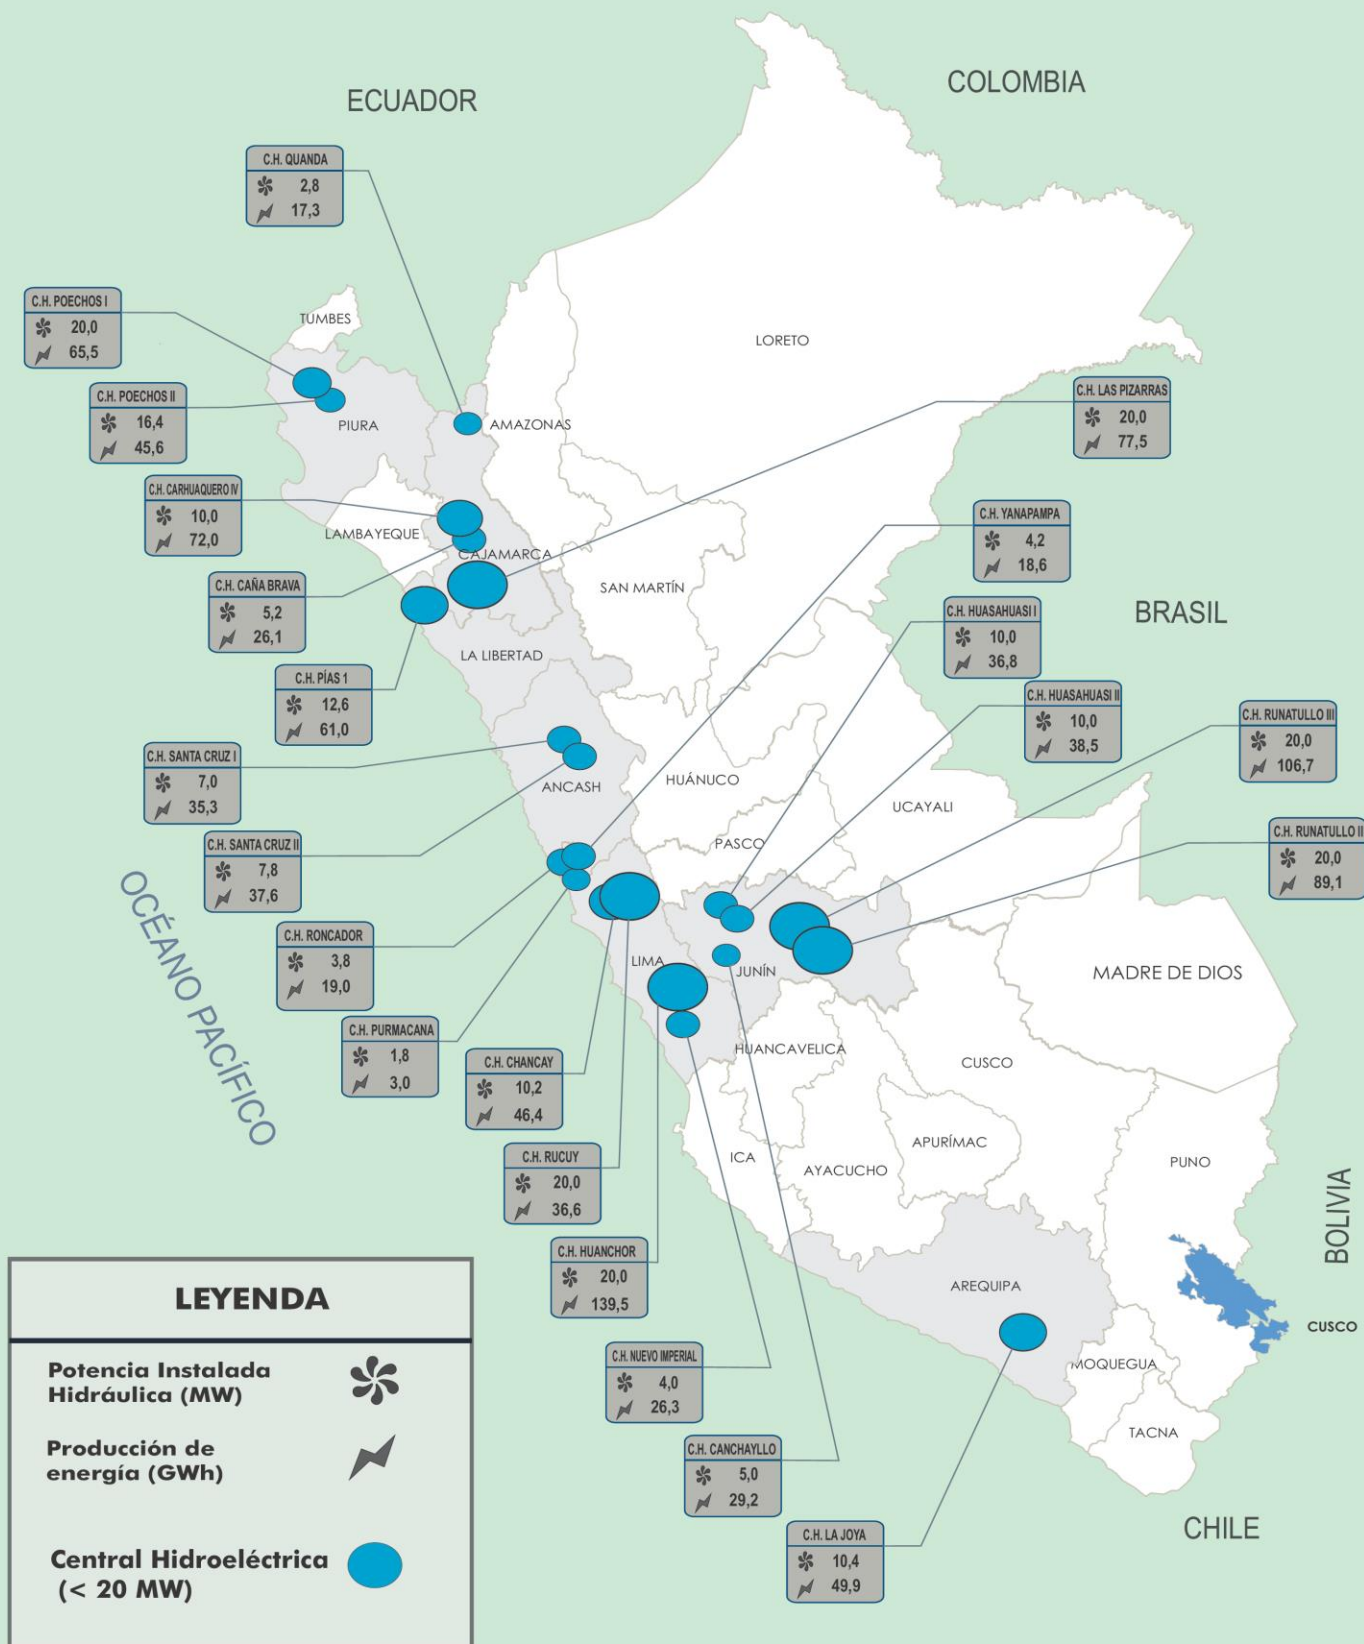 ECUADOR
COLOMBIA
C.H. QUANDA
2,8
17,3
C.H. POECHOS I
20,0
65,5
TUMBES
LORETO
C.H. POECHOS II
16,4
45,6
PIURA
AMAZONAS
C.H. LAS PIZARRAS
20,0
77,5
C.H. CARHUAQUERO IV
10,0
72,0
LAMBAYEQUE
CAJAMARCA
C.H. YANAPAMPA
4,2
18,6
C.H. CAÑA BRAVA
5,2
26,1
SAN MARTÍN
BRASIL
C.H. HUASAHUASI I
10,0
36,8
LA LIBERTAD
C.H. PÍAS 1
12,6
61,0
C.H. HUASAHUASI II
10,0
38,5
C.H. RUNATULLO III
20,0
106,7
C.H. SANTA CRUZ I
7,0
35,3
ANCASH
HUÁNUCO
UCAYALI
C.H. SANTA CRUZ II
7,8
37,6
PASCO
C.H. RUNATULLO II
20,0
89,1
OCÉANO PACÍFICO
C.H. RONCADOR
3,8
19,0
LIMA
JUNÍN
MADRE DE DIOS
C.H. PURMACANA
1,8
3,0
C.H. CHANCAY
10,2
46,4
HUANCAVELICA
CUSCO
C.H. RUCUY
20,0
36,6
ICA
AYACUCHO
APURÍMAC
PUNO
BOLIVIA
C.H. HUANCHOR
20,0
139,5
AREQUIPA
CUSCO
C.H. NUEVO IMPERIAL
4,0
26,3
MOQUEGUA
C.H. CANCHAYLLO
5,0
29,2
TACNA
C.H. LA JOYA
10,4
49,9
CHILE
LEYENDA
Potencia Instalada
Hidráulica (MW)
Producción de
energía (GWh)
Central Hidroeléctrica
(< 20 MW)